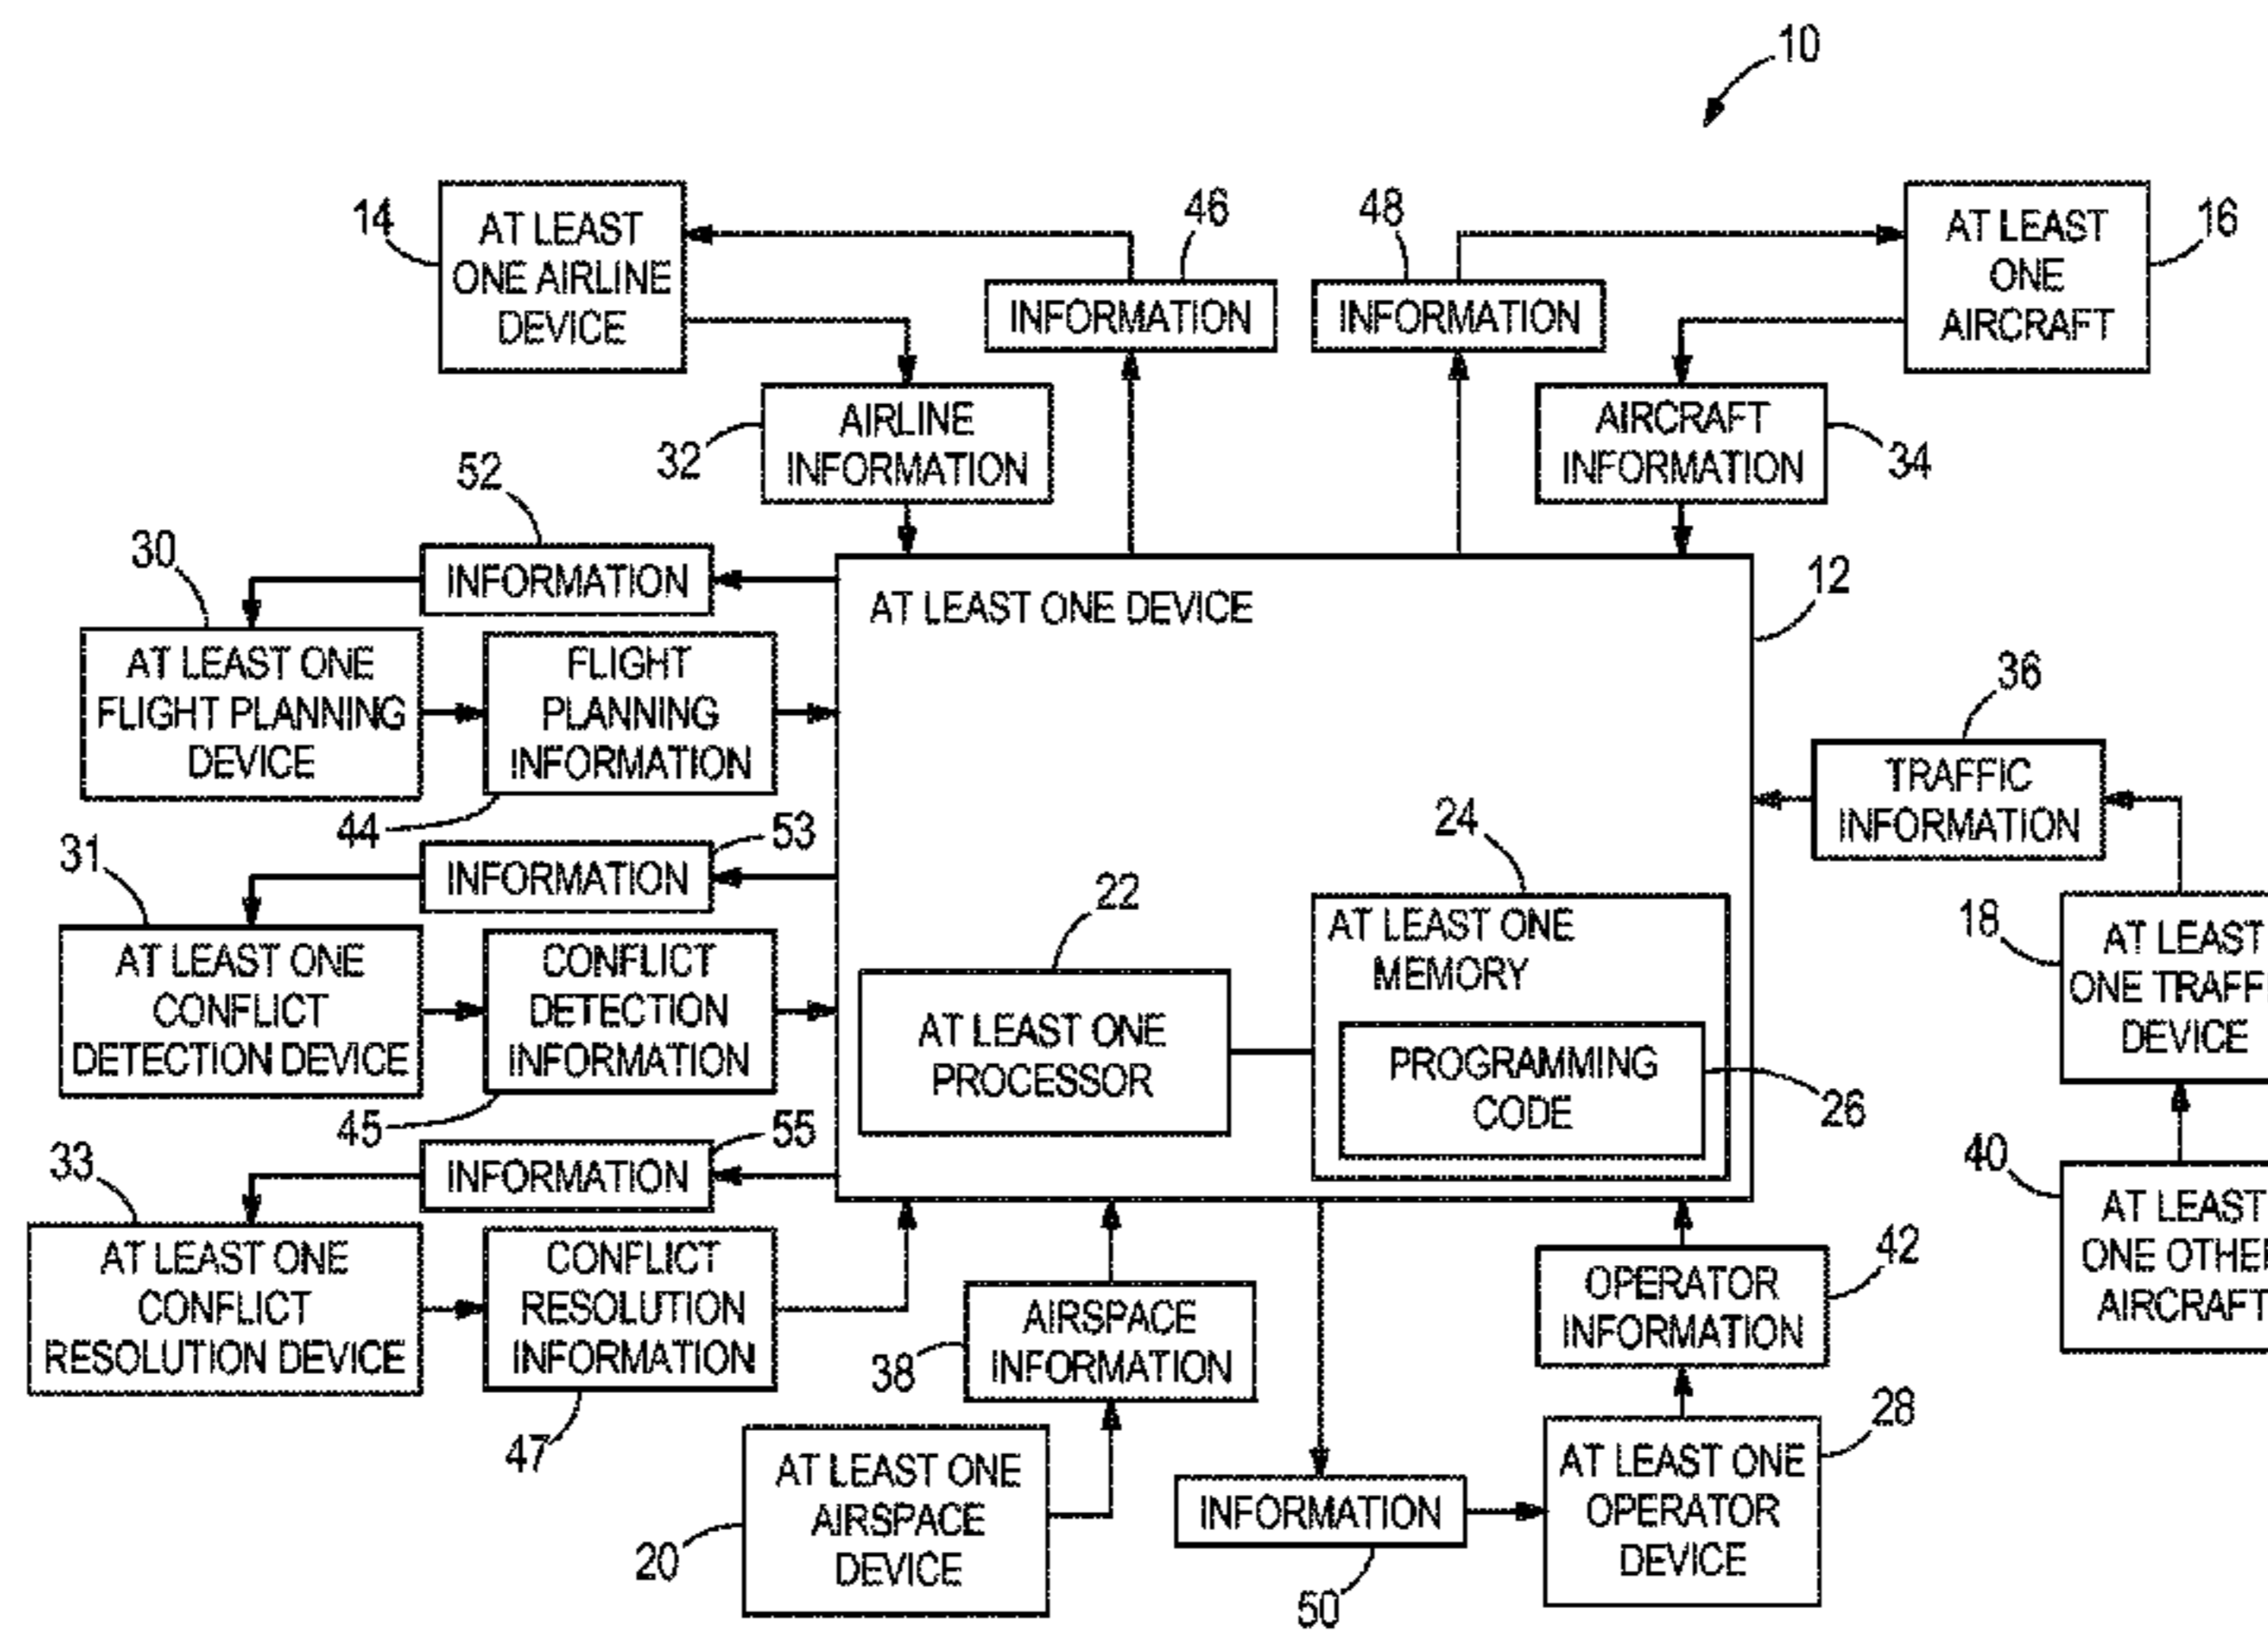 10
14
AT LEAST
ONE AIRLINE
DEVICE
46
INFORMATION
48
INFORMATION
AT LEAST
ONE
AIRCRAFT
16
32
AIRLINE
INFORMATION
AIRCRAFT
INFORMATION
34
52
INFORMATION
30
AT LEAST ONE
FLIGHT PLANNING
DEVICE
FLIGHT
PLANNING
INFORMATION
44
AT LEAST ONE DEVICE
12
36
TRAFFIC
INFORMATION
53
INFORMATION
31
AT LEAST ONE
CONFLICT
DETECTION DEVICE
CONFLICT
DETECTION
INFORMATION
45
22
AT LEAST ONE
PROCESSOR
24
AT LEAST ONE
MEMORY
PROGRAMMING
CODE
26
18
AT LEAST
ONE TRAFFI
DEVICE
55
INFORMATION
33
AT LEAST ONE
CONFLICT
RESOLUTION DEVICE
CONFLICT
RESOLUTION
INFORMATION
47
40
AT LEAST
ONE OTHER
AIRCRAFT
38
AIRSPACE
INFORMATION
OPERATOR
INFORMATION
42
20
AT LEAST ONE
AIRSPACE
DEVICE
INFORMATION
50
AT LEAST ONE
OPERATOR
DEVICE
28